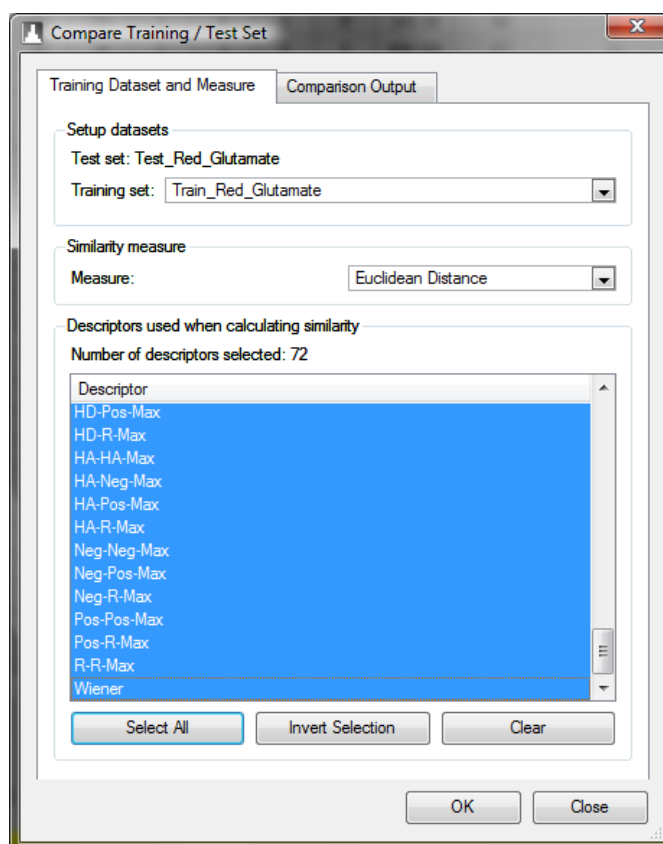 Compare Training / Test Set
x
Training Dataset and Measure Comparison Output
Setup datasets
Test set: Test_Red_Glutamate
Training set: Train_Red_Glutamate
Similarity measure
Measure: Euclidean Distance
Descriptors used when calculating similarity
Number of descriptors selected: 72
Descriptor
HD-Pos-Max
HD-R-Max
HA-HA-Max
HA-Neg-Max
HA-Pos-Max
HA-R-Max
Neg-Neg-Max
Neg-Pos-Max
Neg-R-Max
Pos-Pos-Max
Pos-R-Max
R-R-Max
Wiener
Select All Invert Selection Clear
OK Close